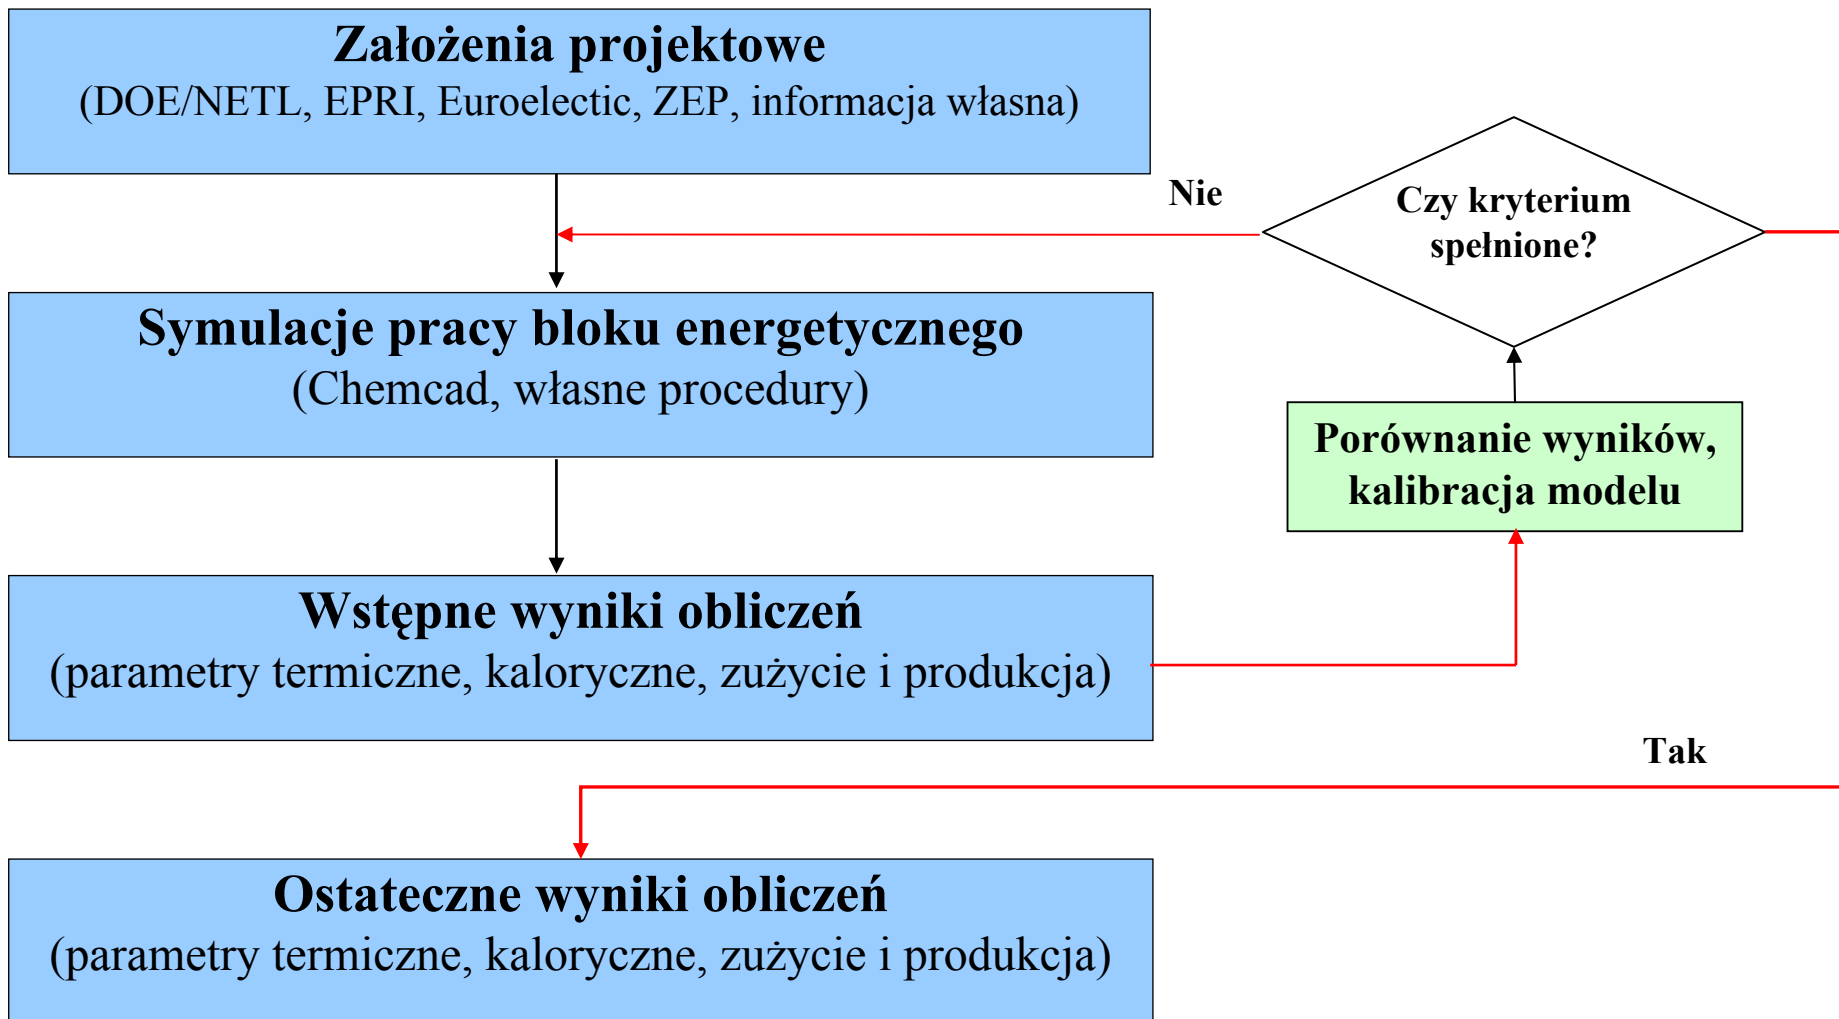 Założenia projektowe
(DOE/NETL, EPRI, Euroelectic, ZEP, informacja własna)
Nie
Czy kryterium
spełnione?
Symulacje pracy bloku energetycznego
(Chemcad, własne procedury)
Porównanie wyników,
kalibracja modelu
Wstępne wyniki obliczeń
(parametry termiczne, kaloryczne, zużycie i produkcja)
Tak
Ostateczne wyniki obliczeń
(parametry termiczne, kaloryczne, zużycie i produkcja)